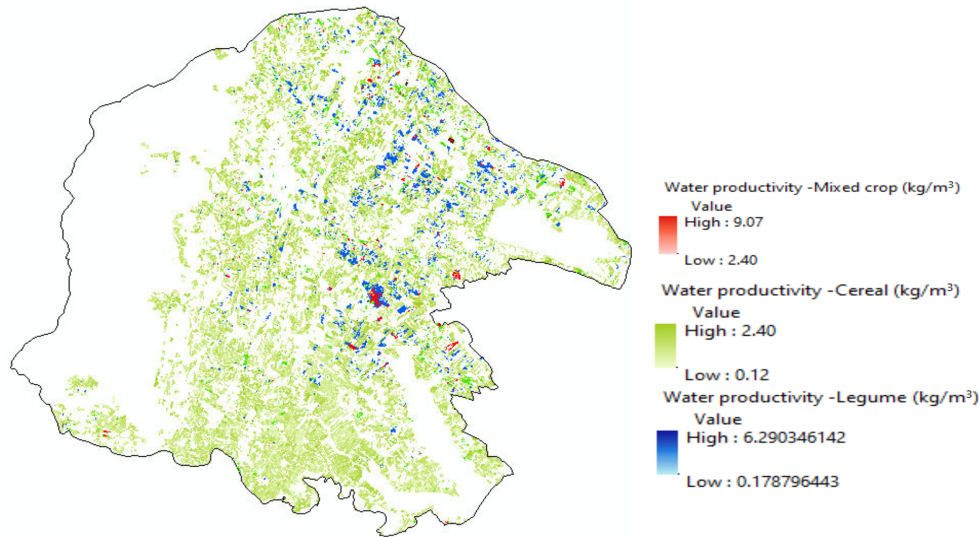 Water productivity -Mixed crop (kg/m³)
Value
High : 9.07
Low : 2.40
Water productivity -Cereal (kg/m³)
Value
High : 2.40
Low : 0.12
Water productivity -Legume (kg/m³)
Value
High : 6.290346142
Low : 0.178796443